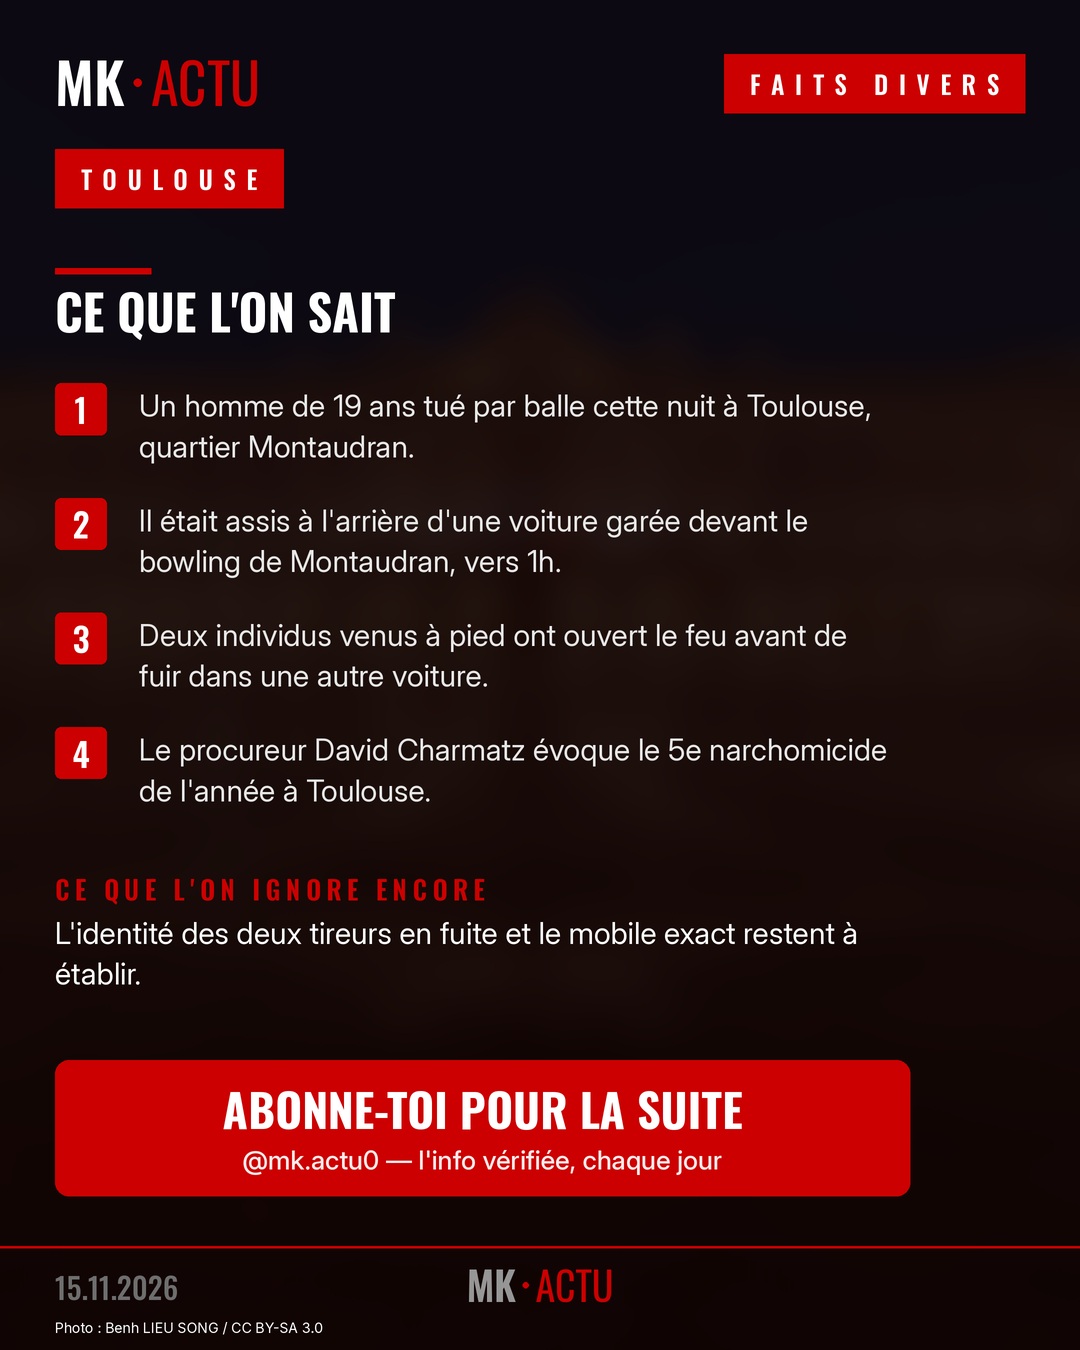 MK·ACTU
FAITS DIVERS
TOULOUSE
CE QUE L'ON SAIT
1
Un homme de 19 ans tué par balle cette nuit à Toulouse,
quartier Montaudran.
2
Il était assis à l'arrière d'une voiture garée devant le
bowling de Montaudran, vers 1h.
3
Deux individus venus à pied ont ouvert le feu avant de
fuir dans une autre voiture.
4
Le procureur David Charmatz évoque le 5e narchomicide
de l'année à Toulouse.
CE QUE L'ON IGNORE ENCORE
L'identité des deux tireurs en fuite et le mobile exact restent à
établir.
ABONNE-TOI POUR LA SUITE
@mk.actu0 — l'info vérifiée, chaque jour
15.11.2026
MK·ACTU
Photo : Benh LIEU SONG / CC BY-SA 3.0